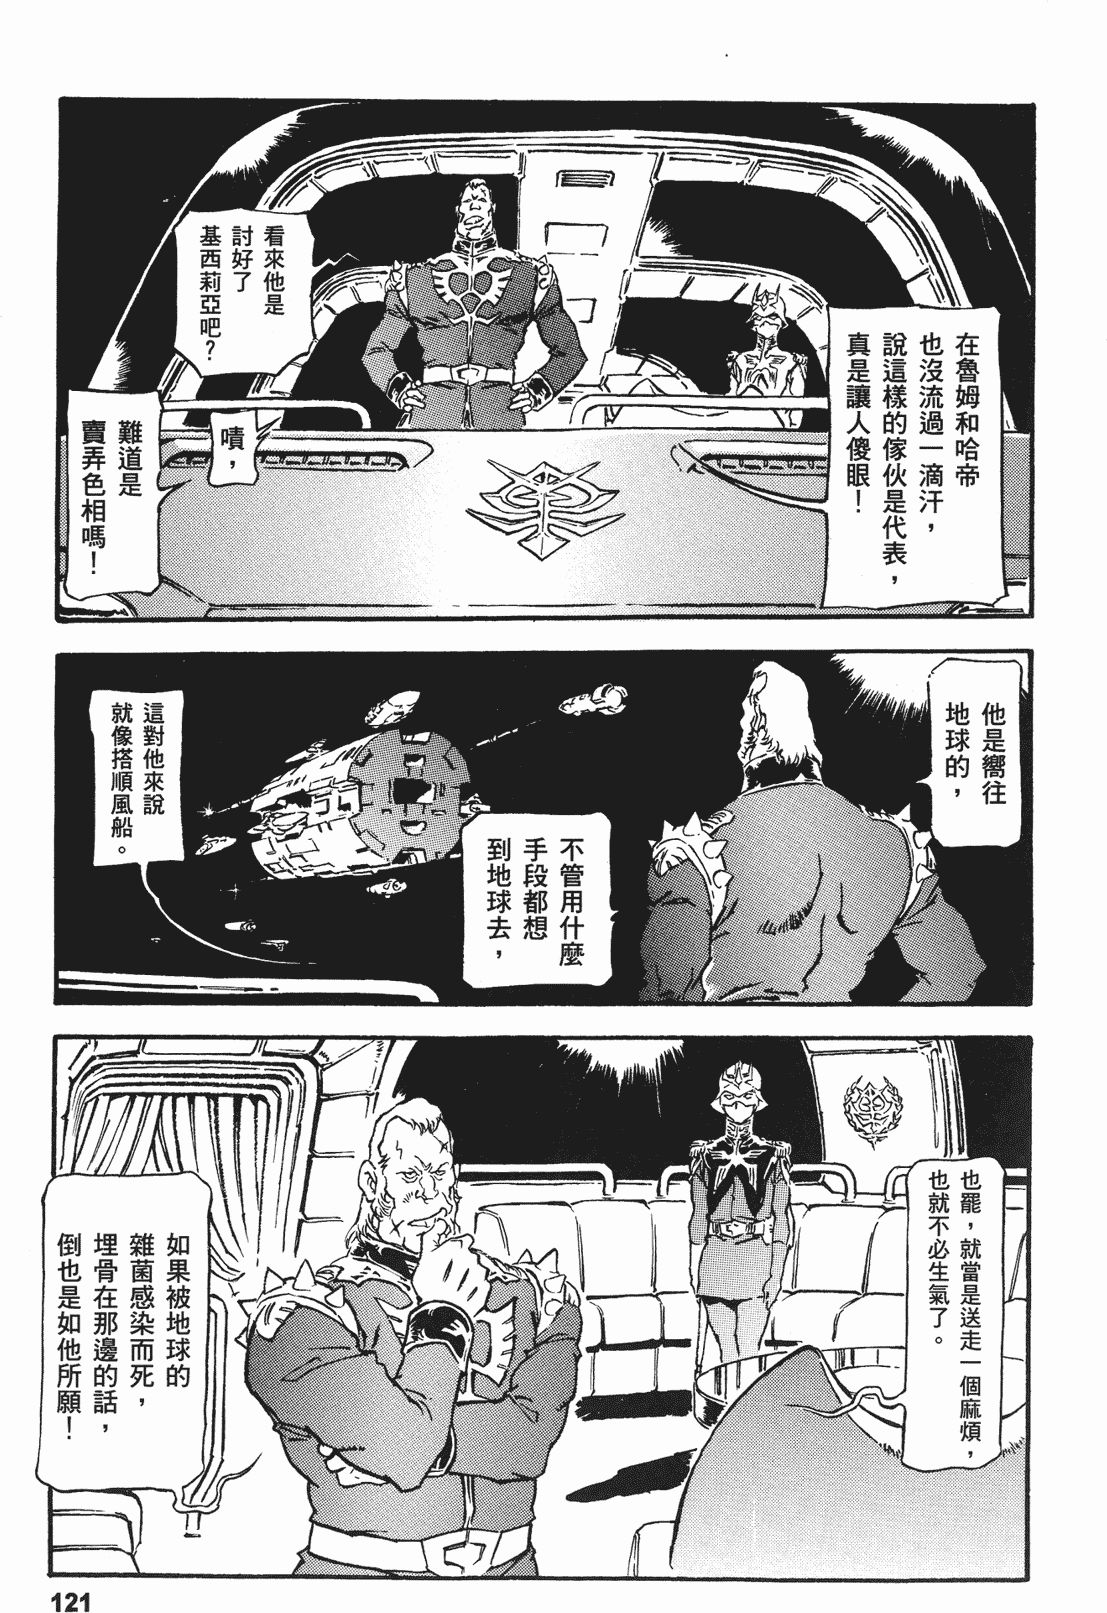 在魯姆和哈帝
也沒流過一滴汗，
說這樣的傢伙是代表，
真是讓人傻眼！
看來他是
討好了
基西莉亞吧？
嘖，
難道是
賣弄色相嗎！
他是嚮往
地球的，
不管用什麼
手段都想
到地球去，
這對他來說
就像搭順風船。
也罷，就當是送走一個麻煩，
也就不必生氣了。
如果被地球的
雜菌感染而死，
埋骨在那邊的話，
倒也是如他所願！
121